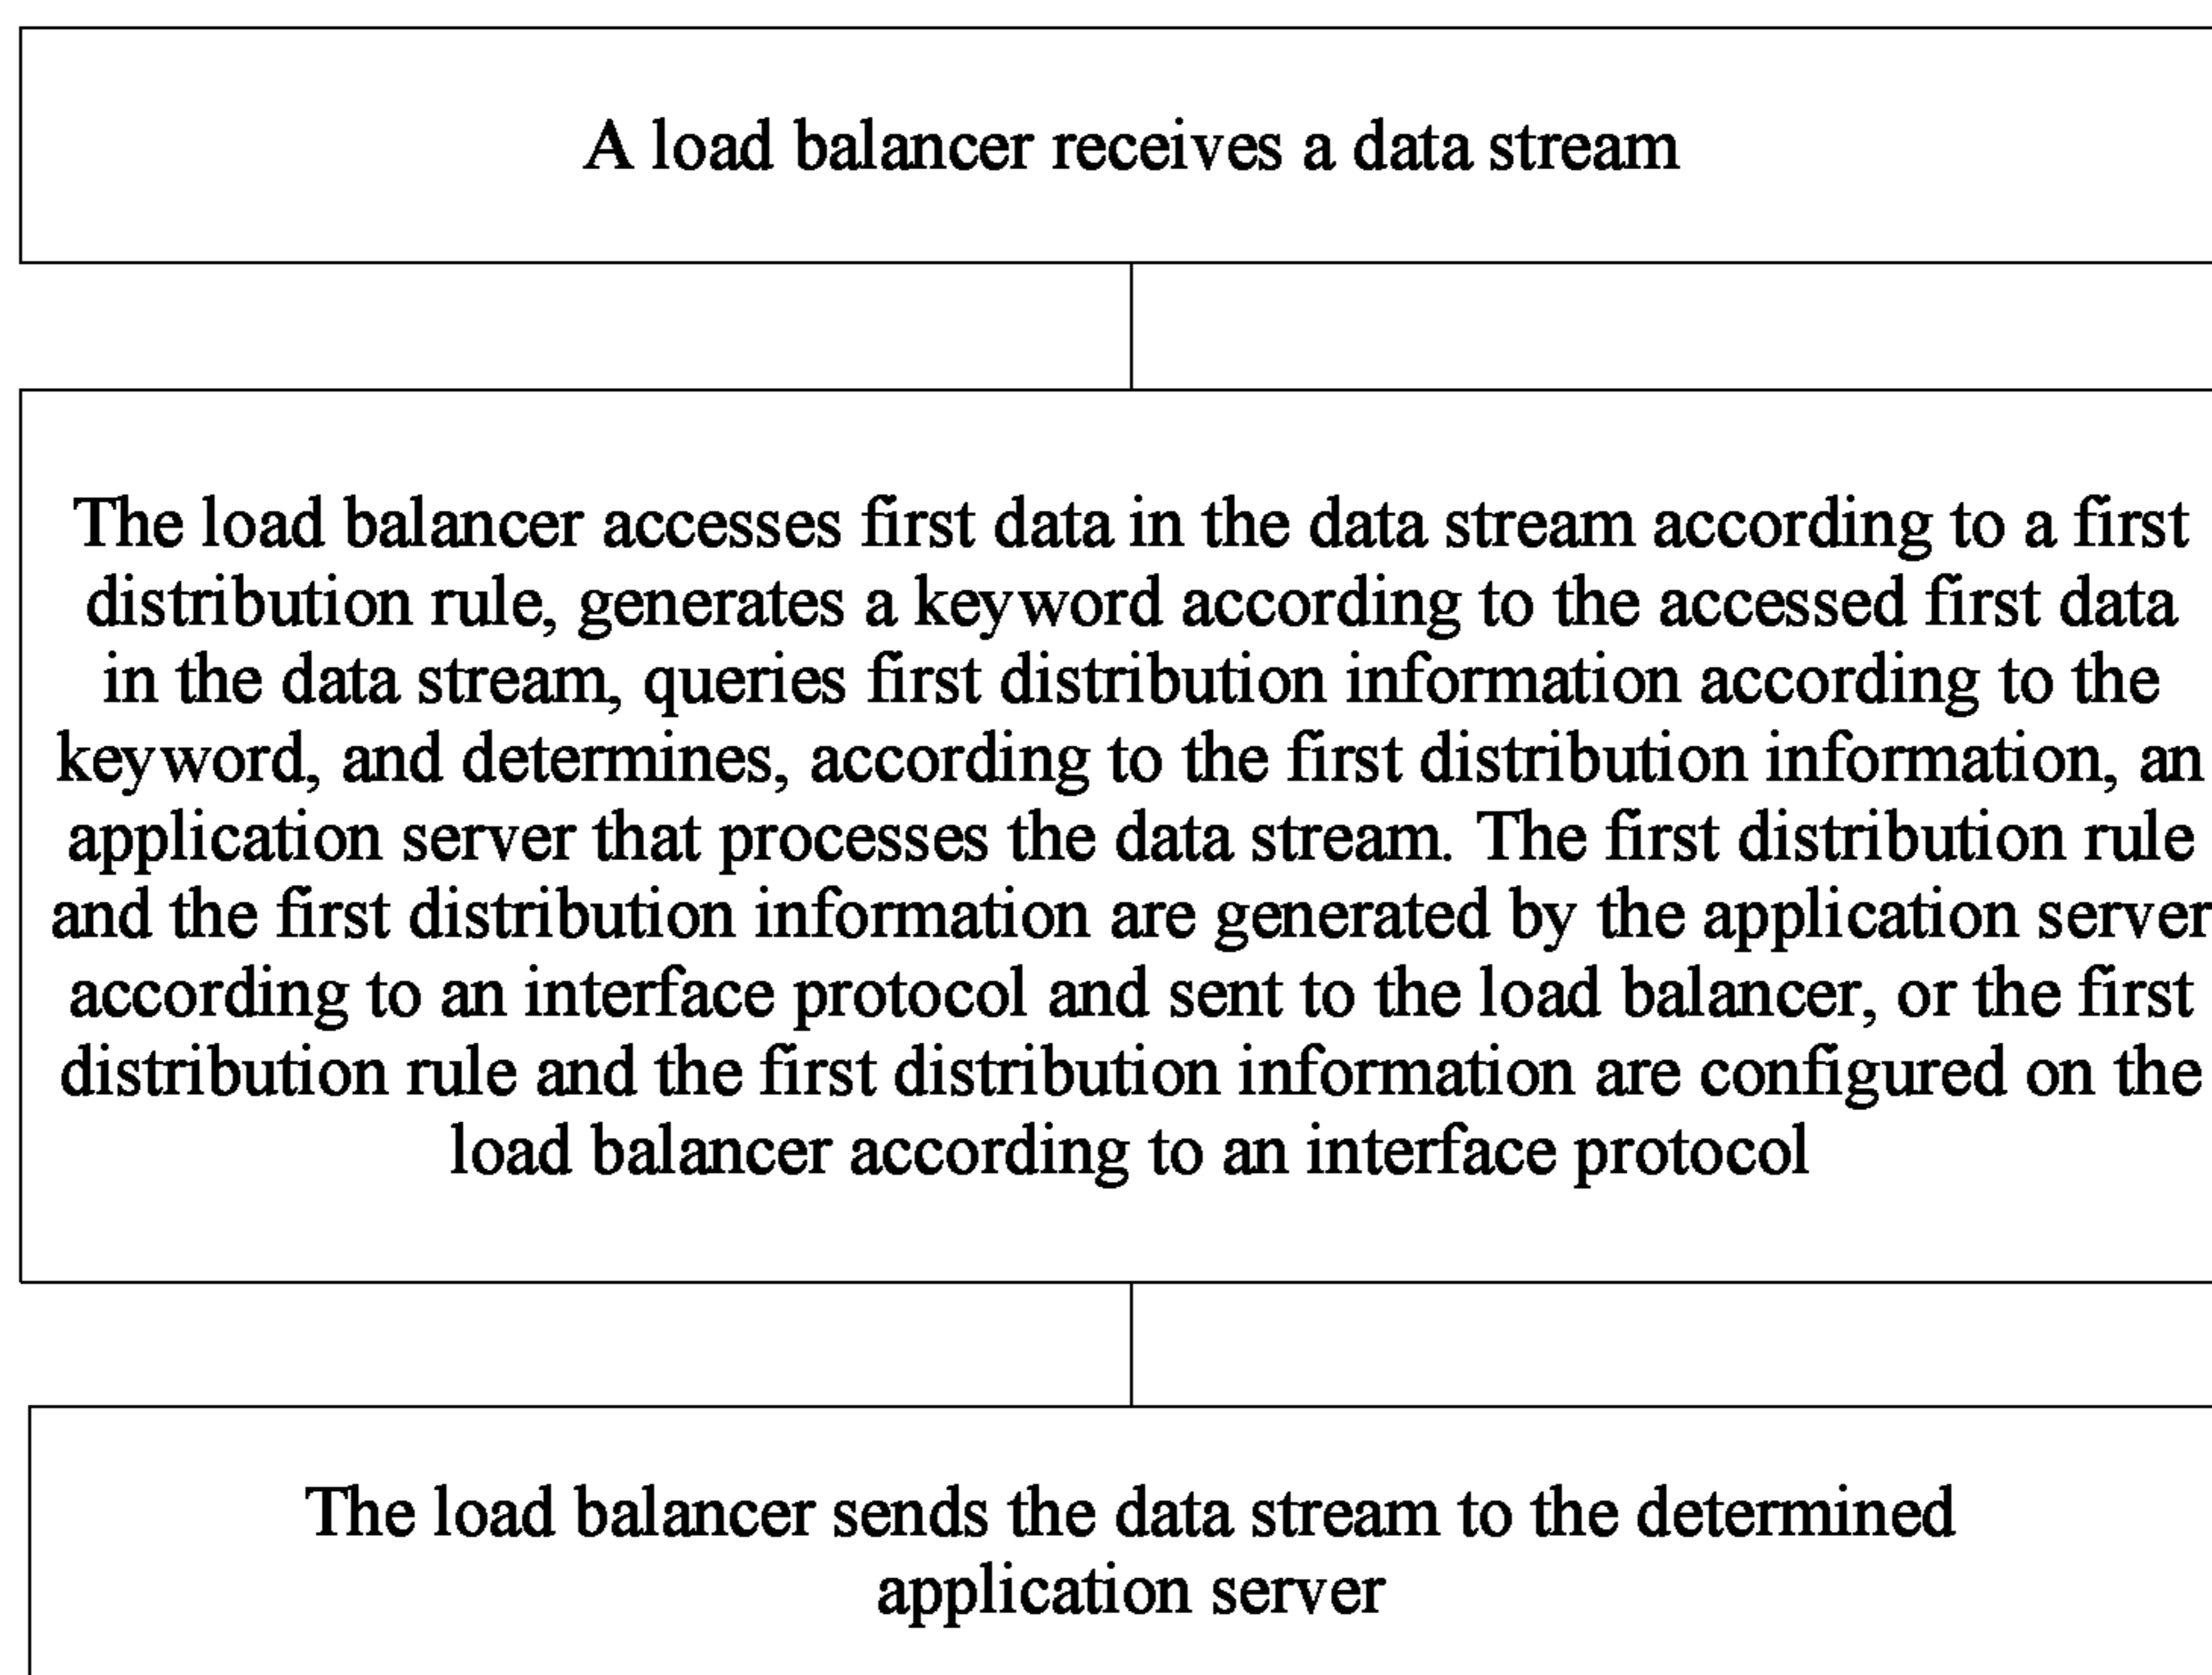 A load balancer receives a data stream
The load balancer accesses first data in the data stream according to a first
distribution rule, generates a keyword according to the accessed first data
in the data stream, queries first distribution information according to the
keyword, and determines, according to the first distribution information, an
application server that processes the data stream. The first distribution rule
and the first distribution information are generated by the application server
according to an interface protocol and sent to the load balancer, or the first
distribution rule and the first distribution information are configured on the
load balancer according to an interface protocol
The load balancer sends the data stream to the determined
application server